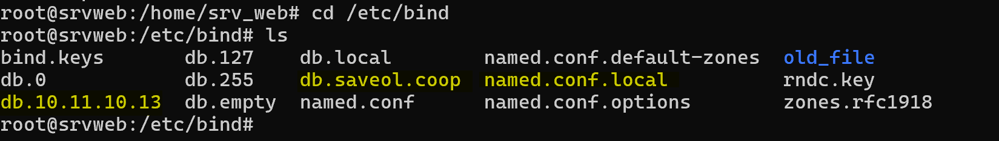 root@srvweb:/home/srv_web# cd /etc/bind
root@srvweb:/etc/bind# ls
bind.keys       db.127    db.local        named.conf.default-zones  old_file
db.0            db.255    db.saveol.coop  named.conf.local          rndc.key
db.10.11.10.13  db.empty  named.conf      named.conf.options        zones.rfc1918
root@srvweb:/etc/bind#